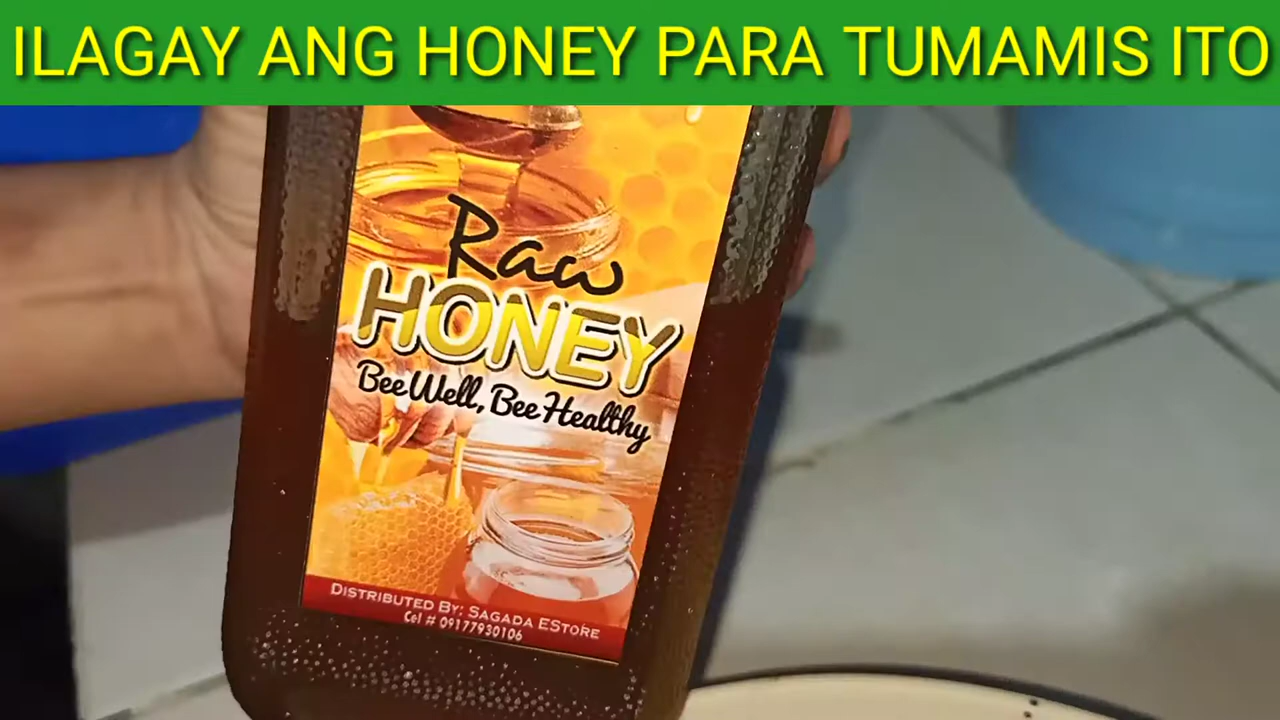 ILAGAY ANG HONEY PARA TUMAMIS ITO
Raw
HONEY
Bee Well, Bee Healthy
DISTRIBUTED BY: SAGADA ESTORE
Cel # 09177930106